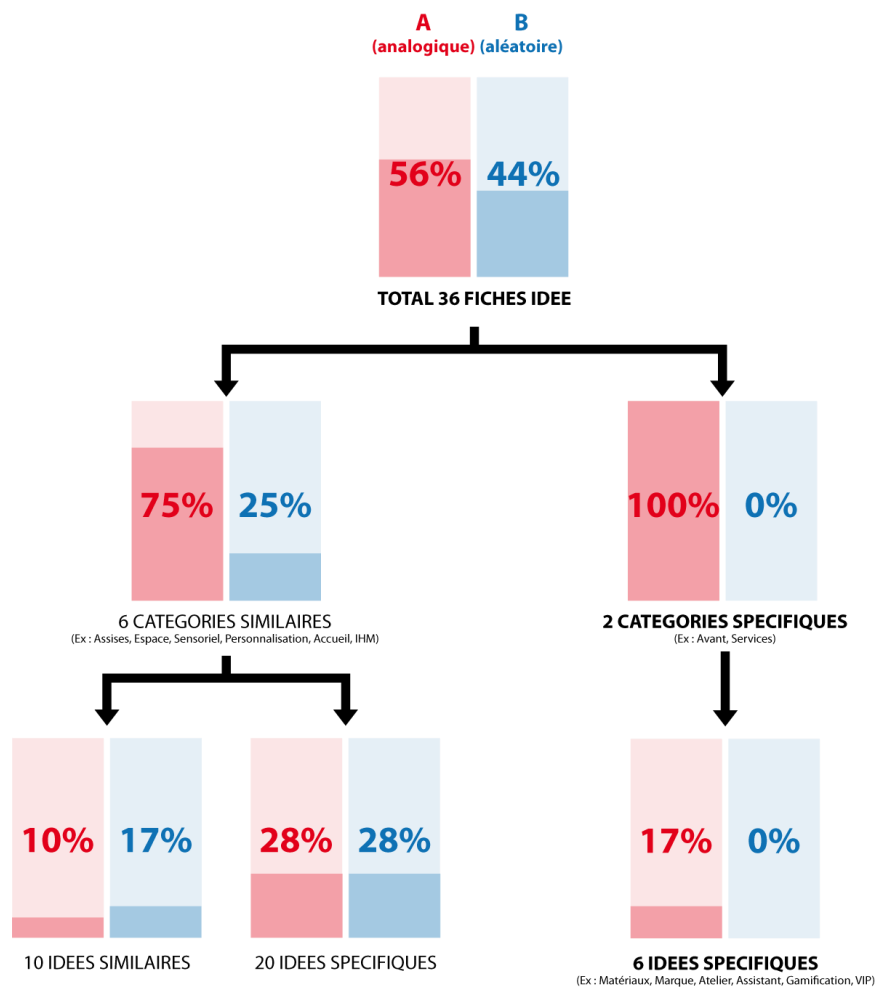 A B
(analogique) (aléatoire)
56% 44%
TOTAL 36 FICHES IDEE
75% 25%
100% 0%
6 CATEGORIES SIMILAIRES
(Ex : Assises, Espace, Sensoriel, Personnalisation, Accueil, IHM)
2 CATEGORIES SPECIFIQUES
(Ex : Avant, Services)
10% 17%
28% 28%
17% 0%
10 IDEES SIMILAIRES
20 IDEES SPECIFIQUES
6 IDEES SPECIFIQUES
(Ex : Matériaux, Marque, Atelier, Assistant, Gamification, VIP)